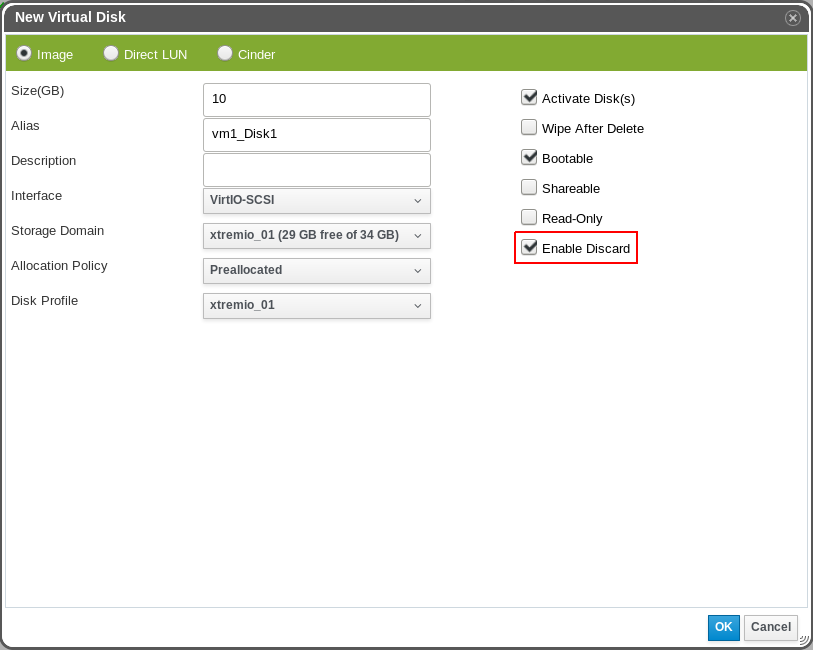 New Virtual Disk
Image Direct LUN Cinder
Size(GB) 10
Alias vm1_Disk1
Description
Interface VirtIO-SCSI
Storage Domain xtremio_01 (29 GB free of 34 GB)
Allocation Policy Preallocated
Disk Profile xtremio_01
Activate Disk(s)
Wipe After Delete
Bootable
Shareable
Read-Only
Enable Discard
OK Cancel